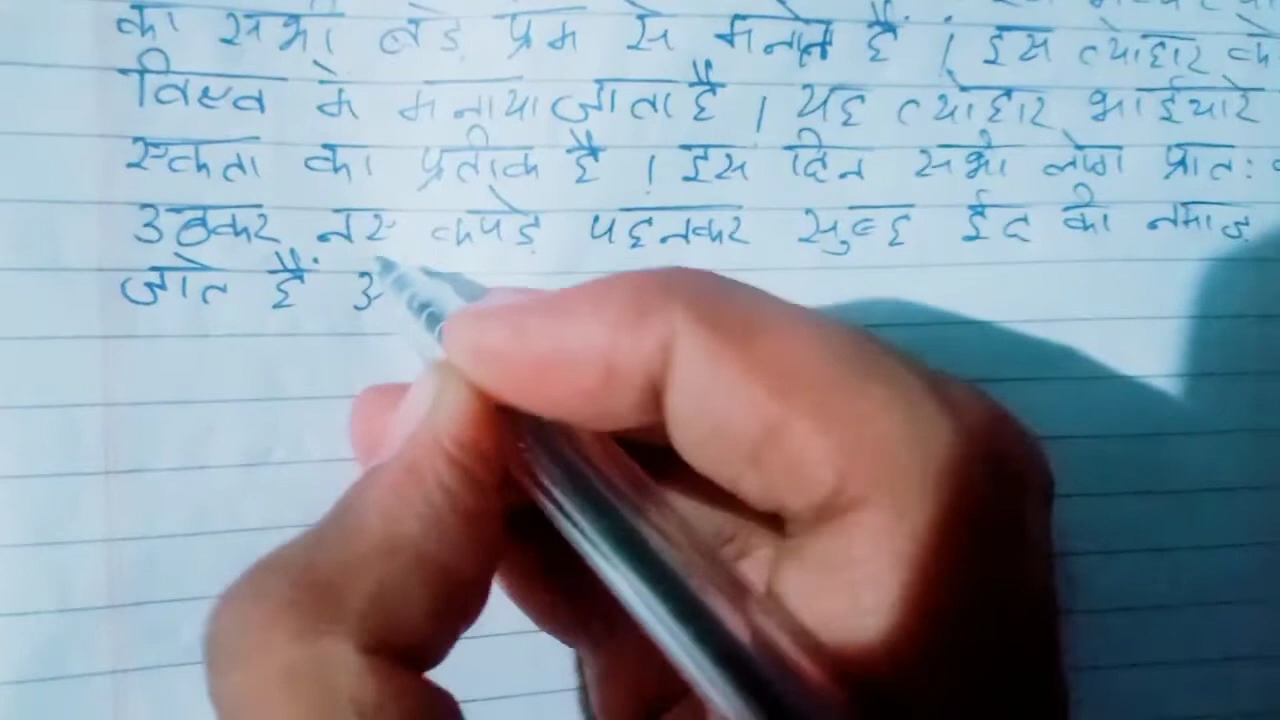 को सभी बड़े प्रेम से मनाते हैं । इस त्योहार को
विश्व में मनाया जाता है । यह त्योहार भाईचारे
एकता का प्रतीक है । इस दिन सभी लोग प्रातः
उठकर नए कपड़े पहनकर सुबह ईद की नमाज
जाते हैं